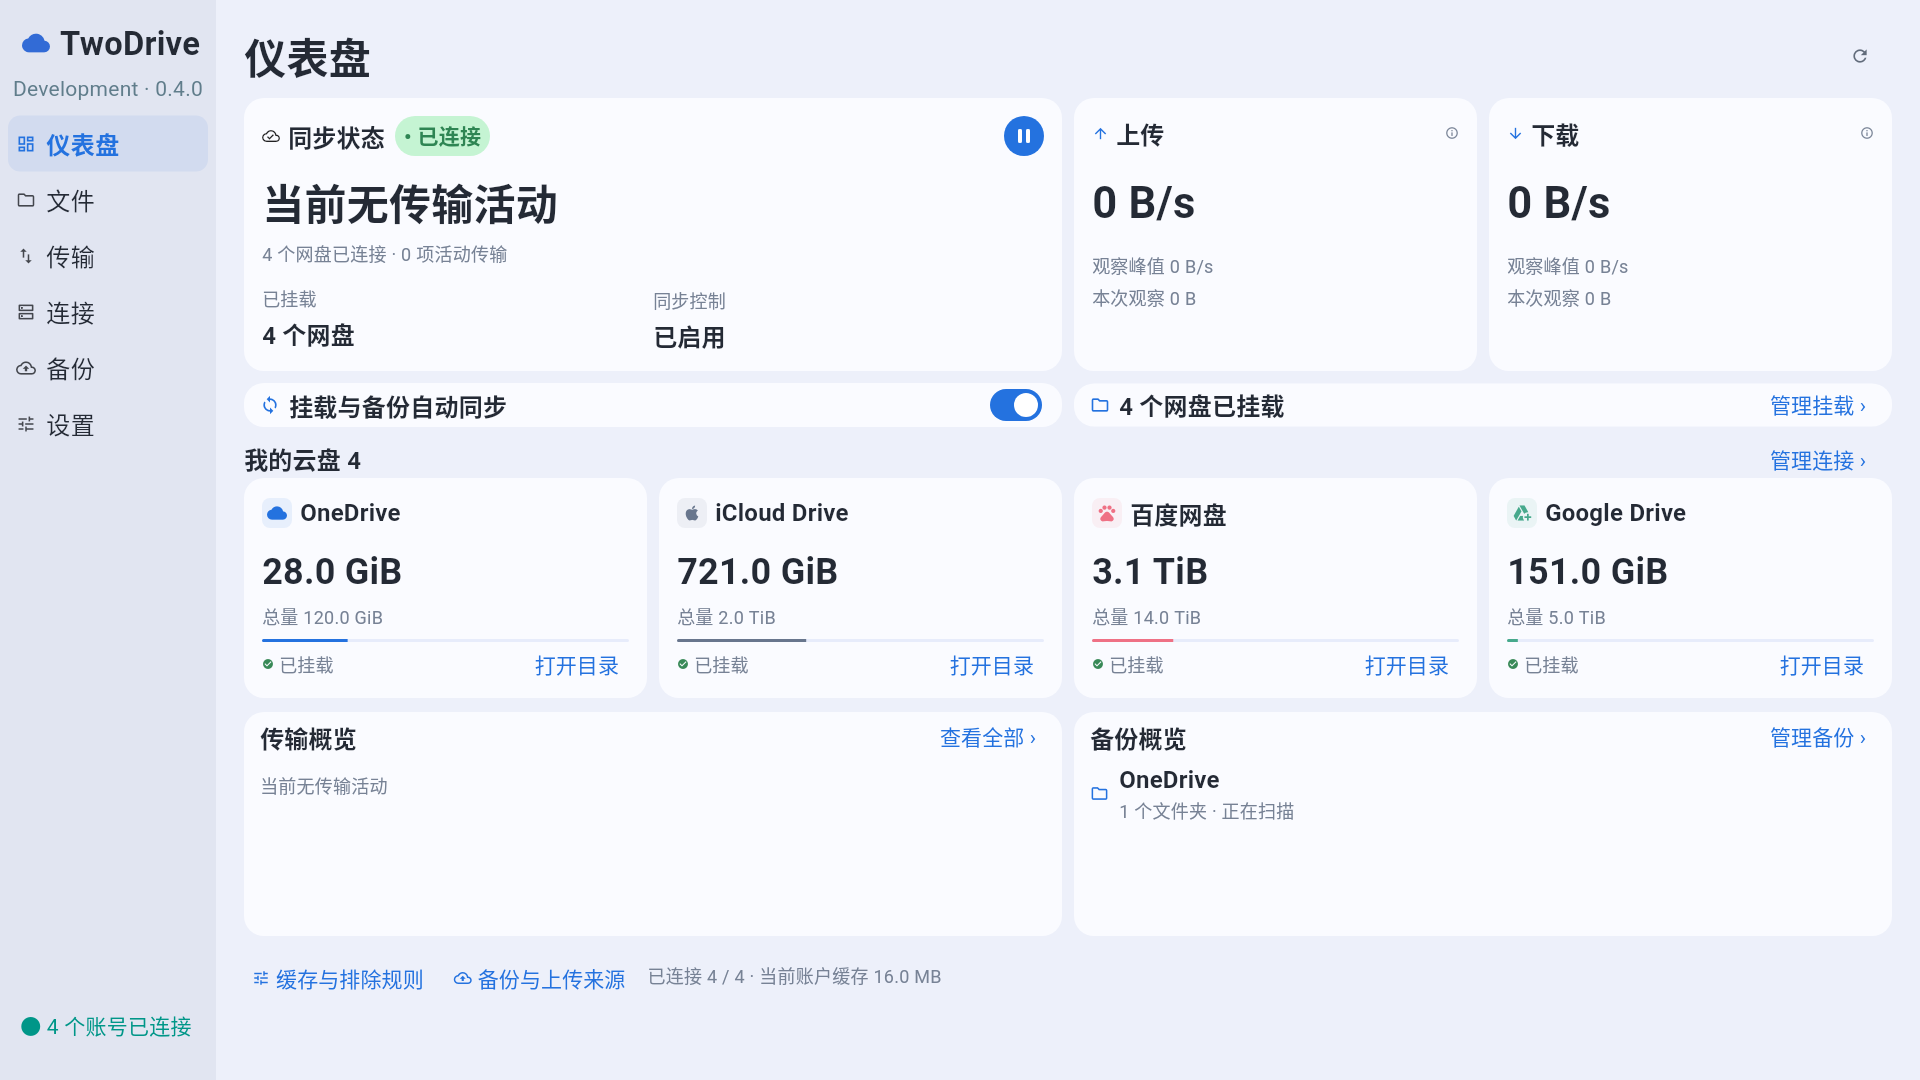 TwoDrive
Development · 0.4.0
仪表盘
文件
传输
连接
备份
设置
4 个账号已连接
仪表盘
同步状态
• 已连接
当前无传输活动
4 个网盘已连接 · 0 项活动传输
已挂载
4 个网盘
同步控制
已启用
上传
0 B/s
观察峰值 0 B/s
本次观察 0 B
下载
0 B/s
观察峰值 0 B/s
本次观察 0 B
挂载与备份自动同步
4 个网盘已挂载
管理挂载 ›
我的云盘 4
管理连接 ›
OneDrive
28.0 GiB
总量 120.0 GiB
已挂载
打开目录
iCloud Drive
721.0 GiB
总量 2.0 TiB
已挂载
打开目录
百度网盘
3.1 TiB
总量 14.0 TiB
已挂载
打开目录
Google Drive
151.0 GiB
总量 5.0 TiB
已挂载
打开目录
传输概览
查看全部 ›
当前无传输活动
备份概览
管理备份 ›
OneDrive
1 个文件夹 · 正在扫描
缓存与排除规则
备份与上传来源
已连接 4 / 4 · 当前账户缓存 16.0 MB